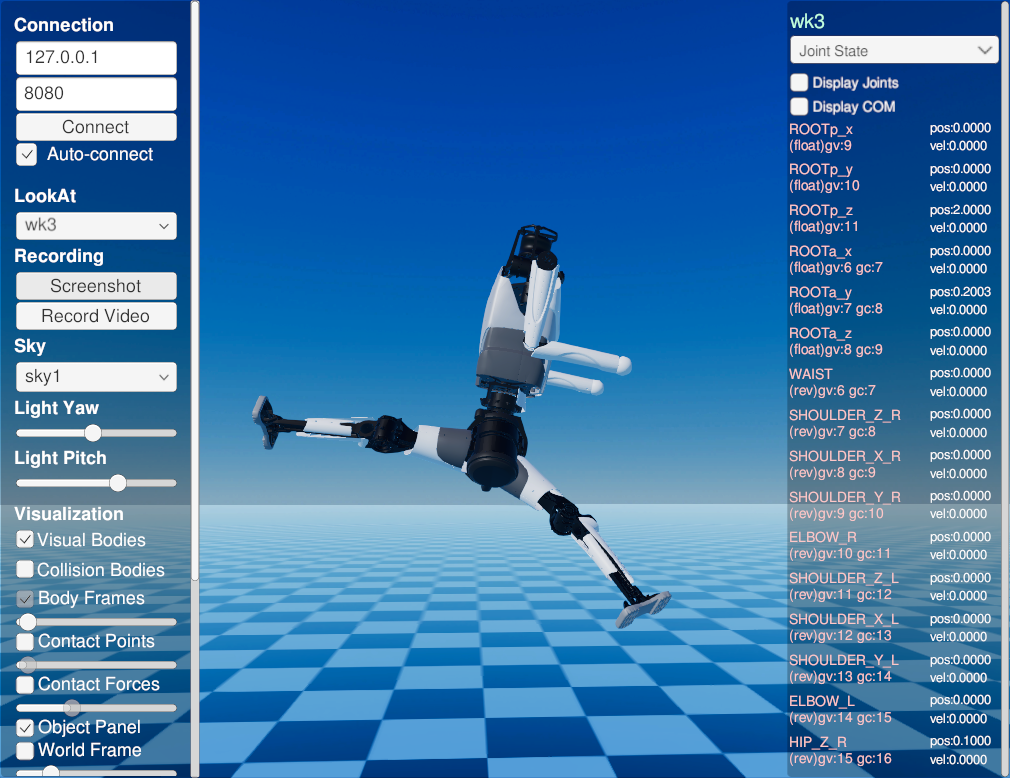 Connection
127.0.0.1
8080
Connect
Auto-connect
LookAt
wk3
Recording
Screenshot
Record Video
Sky
sky1
Light Yaw
Light Pitch
Visualization
Visual Bodies
Collision Bodies
Body Frames
Contact Points
Contact Forces
Object Panel
World Frame
wk3
Joint State
Display Joints
Display COM
ROOTp_x pos:0.0000
(float)gv:9 vel:0.0000
ROOTp_y pos:0.0000
(float)gv:10 vel:0.0000
ROOTp_z pos:2.0000
(float)gv:11 vel:0.0000
ROOTa_x pos:0.0000
(float)gv:6 gc:7 vel:0.0000
ROOTa_y pos:0.2003
(float)gv:7 gc:8 vel:0.0000
ROOTa_z pos:0.0000
(float)gv:8 gc:9 vel:0.0000
WAIST pos:0.0000
(rev)gv:6 gc:7 vel:0.0000
SHOULDER_Z_R pos:0.0000
(rev)gv:7 gc:8 vel:0.0000
SHOULDER_X_R pos:0.0000
(rev)gv:8 gc:9 vel:0.0000
SHOULDER_Y_R pos:0.0000
(rev)gv:9 gc:10 vel:0.0000
ELBOW_R pos:0.0000
(rev)gv:10 gc:11 vel:0.0000
SHOULDER_Z_L pos:0.0000
(rev)gv:11 gc:12 vel:0.0000
SHOULDER_X_L pos:0.0000
(rev)gv:12 gc:13 vel:0.0000
SHOULDER_Y_L pos:0.0000
(rev)gv:13 gc:14 vel:0.0000
ELBOW_L pos:0.0000
(rev)gv:14 gc:15 vel:0.0000
HIP_Z_R pos:0.1000
(rev)gv:15 gc:16 vel:0.0000